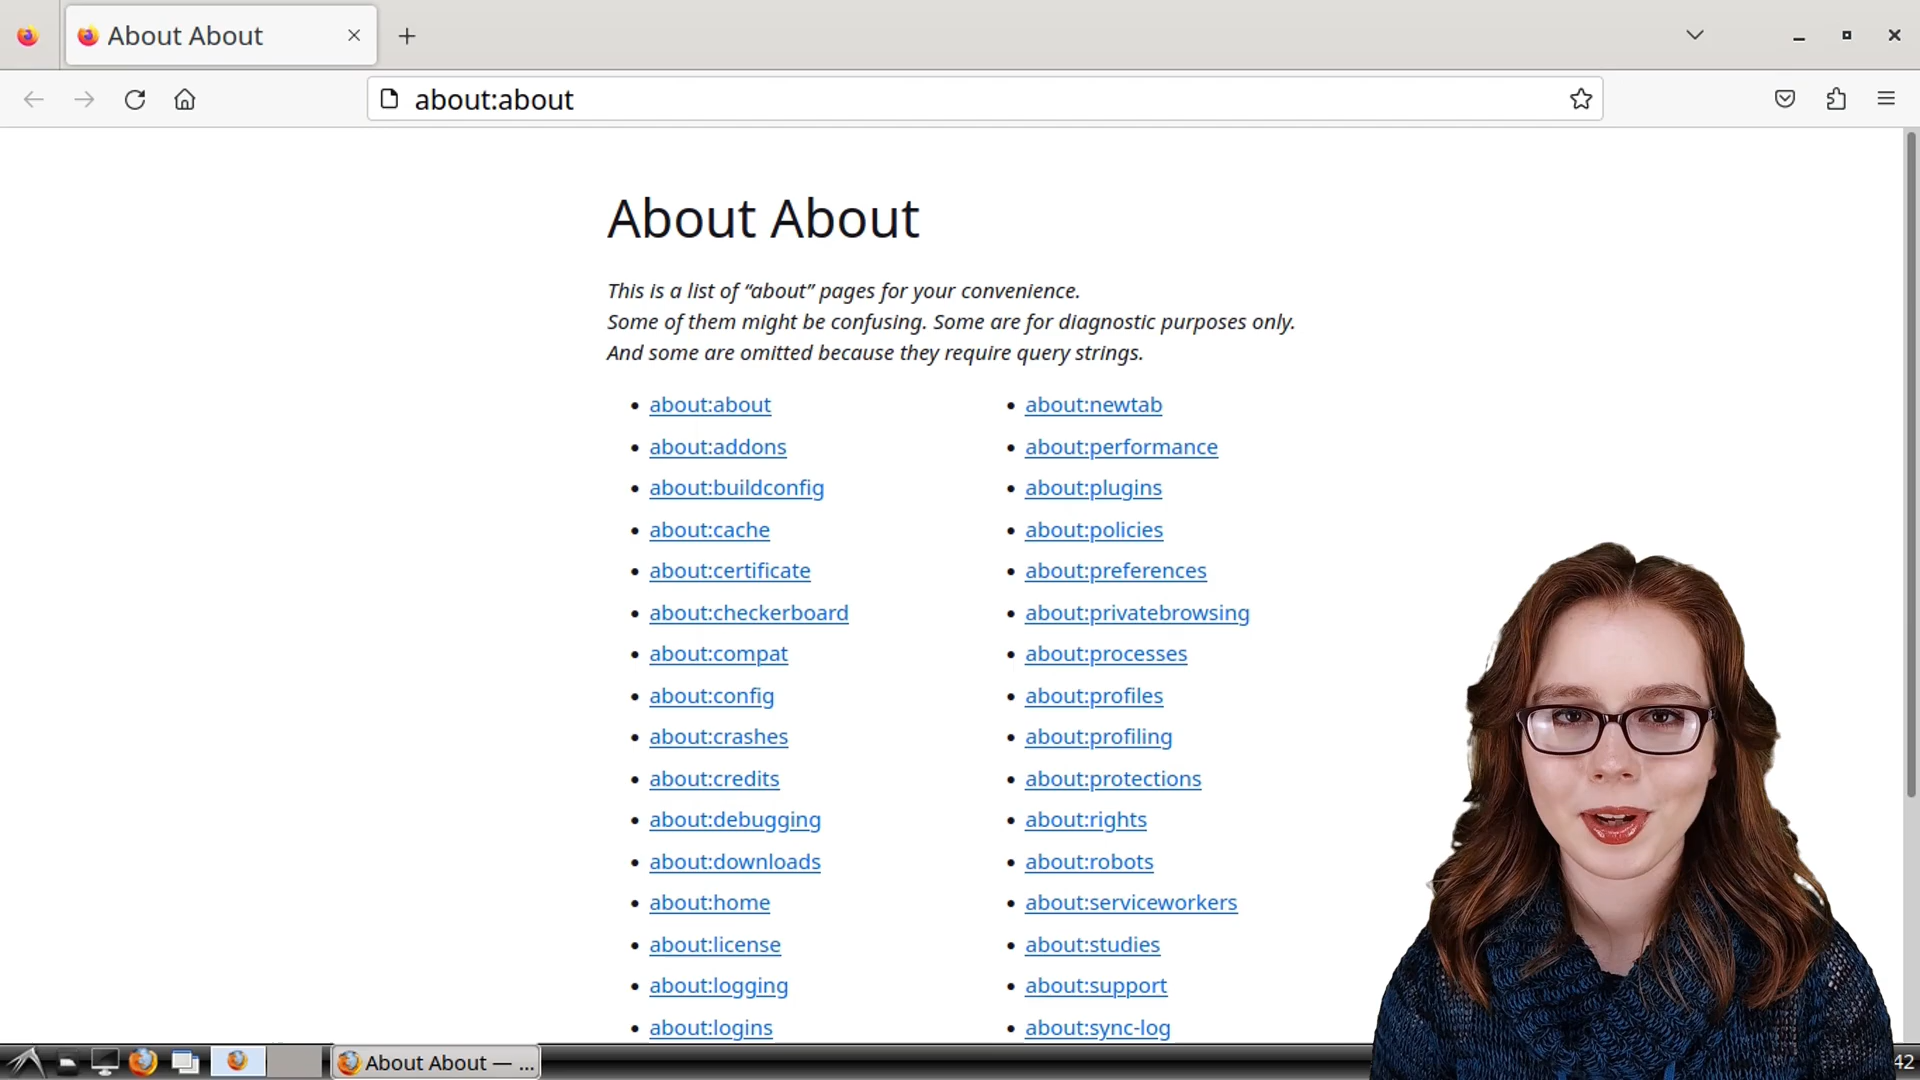 About About
about:about
About About
This is a list of “about” pages for your convenience.
Some of them might be confusing. Some are for diagnostic purposes only.
And some are omitted because they require query strings.
about:about
about:addons
about:buildconfig
about:cache
about:certificate
about:checkerboard
about:compat
about:config
about:crashes
about:credits
about:debugging
about:downloads
about:home
about:license
about:logging
about:logins
about:newtab
about:performance
about:plugins
about:policies
about:preferences
about:privatebrowsing
about:processes
about:profiles
about:profiling
about:protections
about:rights
about:robots
about:serviceworkers
about:studies
about:support
about:sync-log
About About — ...
42